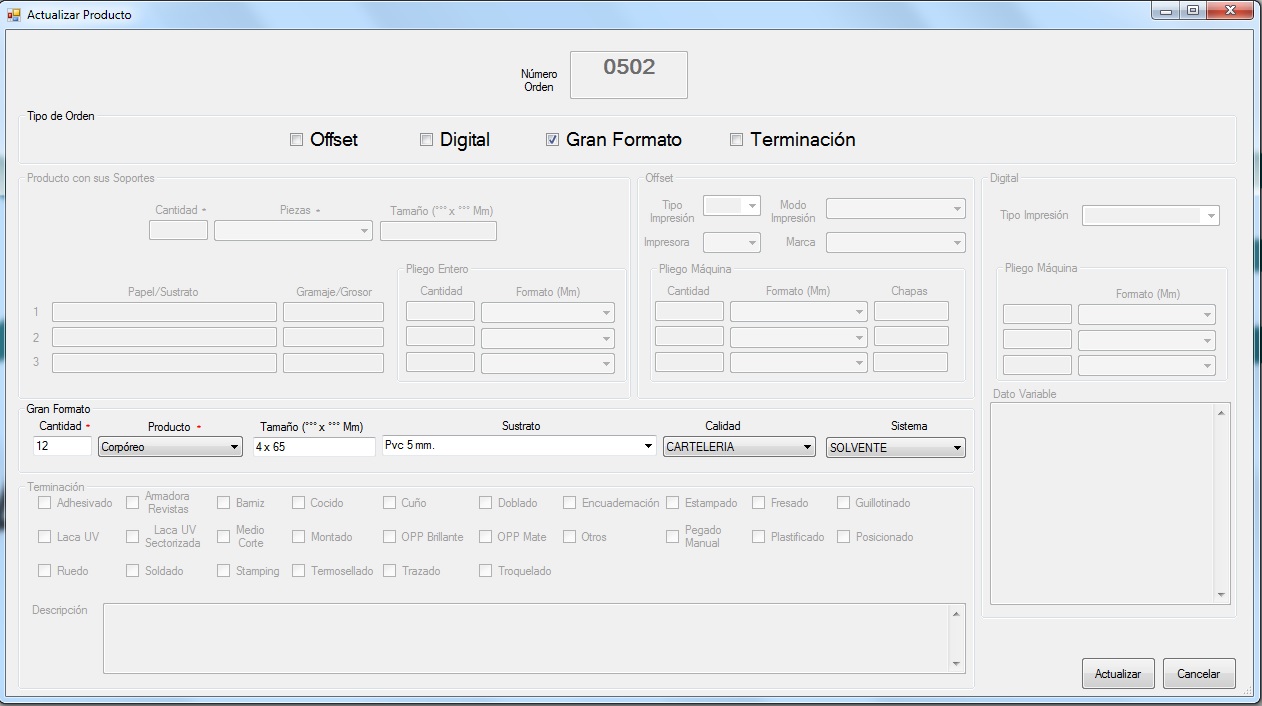 Actualizar Producto
Número
Orden
0502
Tipo de Orden
Offset
Digital
Gran Formato
Terminación
Producto con sus Soportes
Cantidad *
Piezas *
Tamaño (°°° x °°° Mm)
Pliego Entero
Papel/Sustrato
Gramaje/Grosor
Cantidad
Formato (Mm)
1
2
3
Offset
Tipo
Impresión
Modo
Impresión
Impresora
Marca
Pliego Máquina
Cantidad
Formato (Mm)
Chapas
Digital
Tipo Impresión
Pliego Máquina
Formato (Mm)
Dato Variable
Gran Formato
Cantidad *
Producto *
Tamaño (°°° x °°° Mm)
Sustrato
Calidad
Sistema
12
Corpóreo
4 x 65
Pvc 5 mm.
CARTELERIA
SOLVENTE
Terminación
Adhesivado
Armadora
Revistas
Barniz
Cocido
Cuño
Doblado
Encuadernación
Estampado
Fresado
Guillotinado
Laca UV
Laca UV
Sectorizada
Medio
Corte
Montado
OPP Brillante
OPP Mate
Otros
Pegado
Manual
Plastificado
Posicionado
Ruedo
Soldado
Stamping
Termosellado
Trazado
Troquelado
Descripción
Actualizar
Cancelar